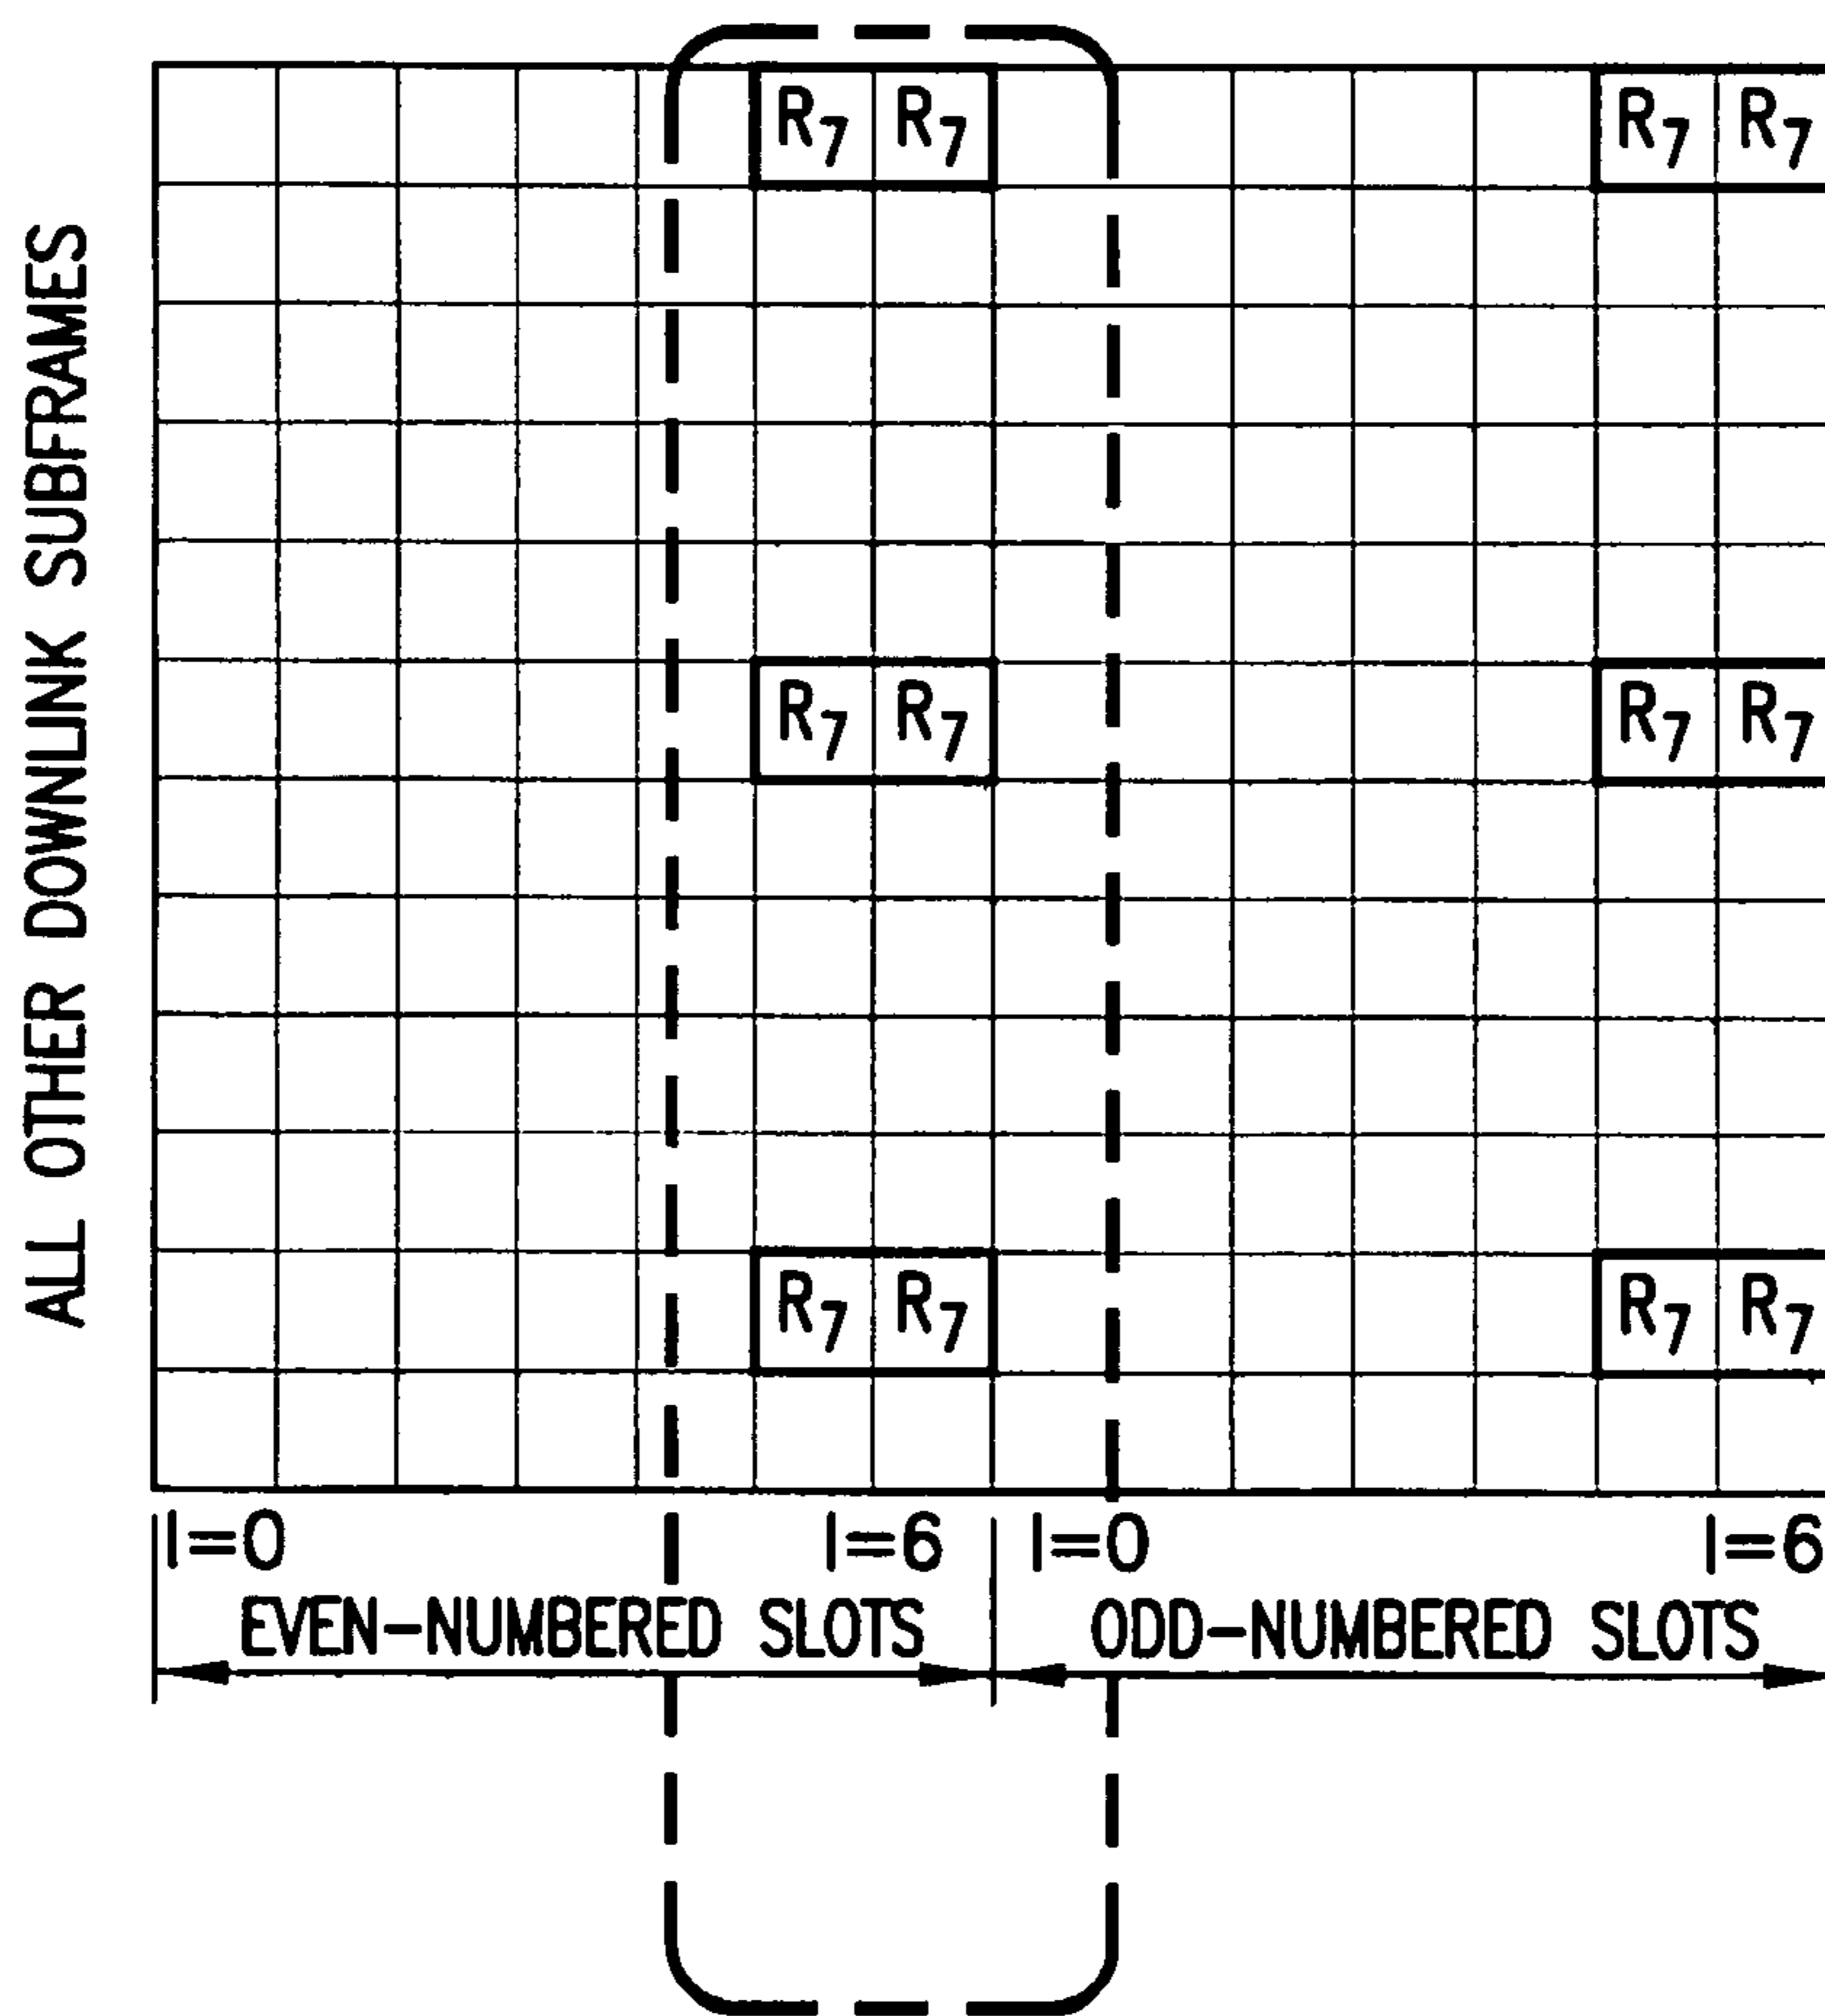 ALL OTHER DOWNLINK SUBFRAMES
R7 R7 R7 R7
R7 R7 R7 R7
R7 R7 R7 R7
l=0 l=6 l=0 l=6
EVEN-NUMBERED SLOTS ODD-NUMBERED SLOTS